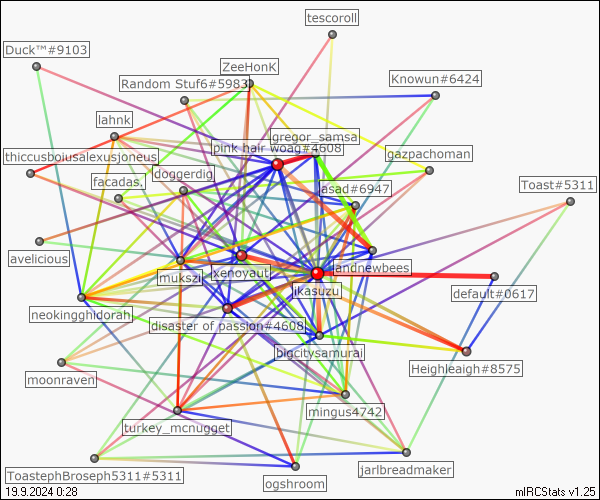 tescoroll
Duck™#9103
ZeeHonK
Random Stuf6#5983
Knowun#6424
lahnk
gregor_samsa
pink hair woag#4608
thiccusboiusalexusjoneus
doggerdig
gazpachoman
facadas.
asad#6947
Toast#5311
avelicious
mukszi
xenoyaut
landnewbees
jikasuzu
default#0617
neokingghidorah
disaster of passion#4608
bigcitysamurai
Heighleaigh#8575
moonraven
mingus4742
turkey_mcnugget
ToastephBroseph5311#5311
jarlbreadmaker
ogshroom
19.9.2024 0:28
mIRCStats v1.25